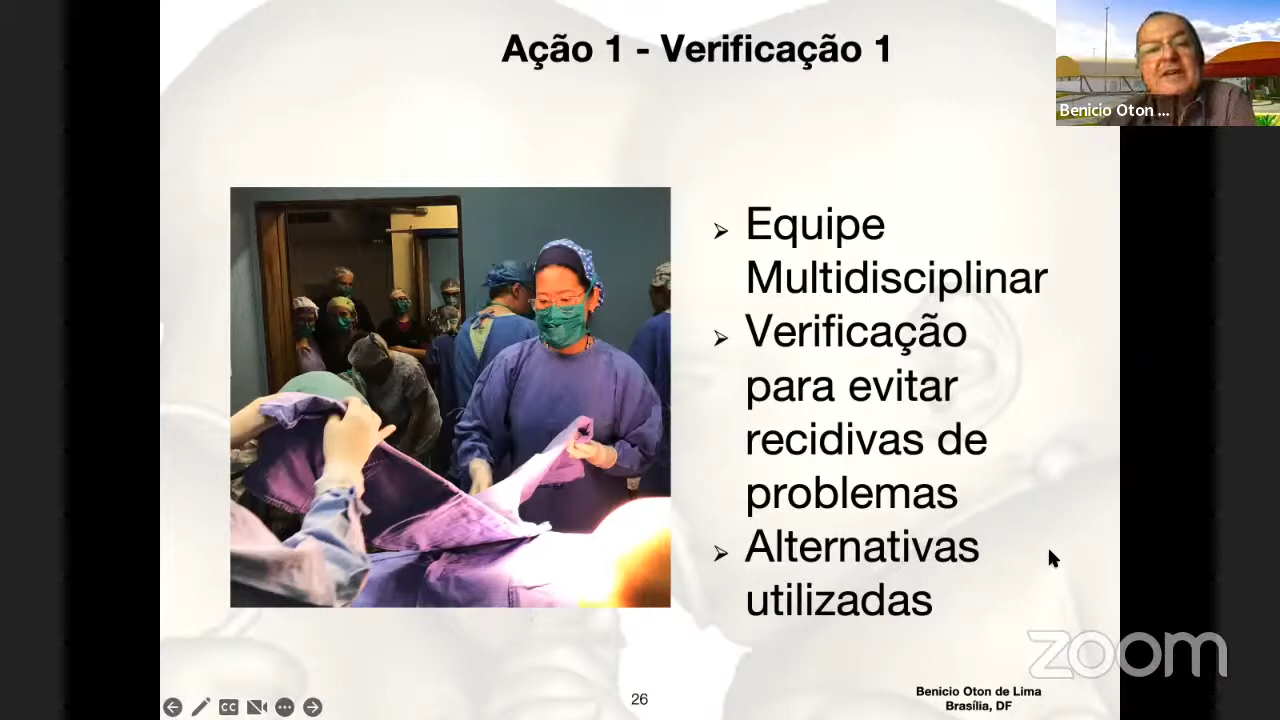 Ação 1 - Verificação 1
Benicio Oton ...
Equipe
Multidisciplinar
Verificação
para evitar
recidivas de
problemas
Alternativas
utilizadas
zoom
CC
26
Benicio Oton de Lima
Brasília, DF